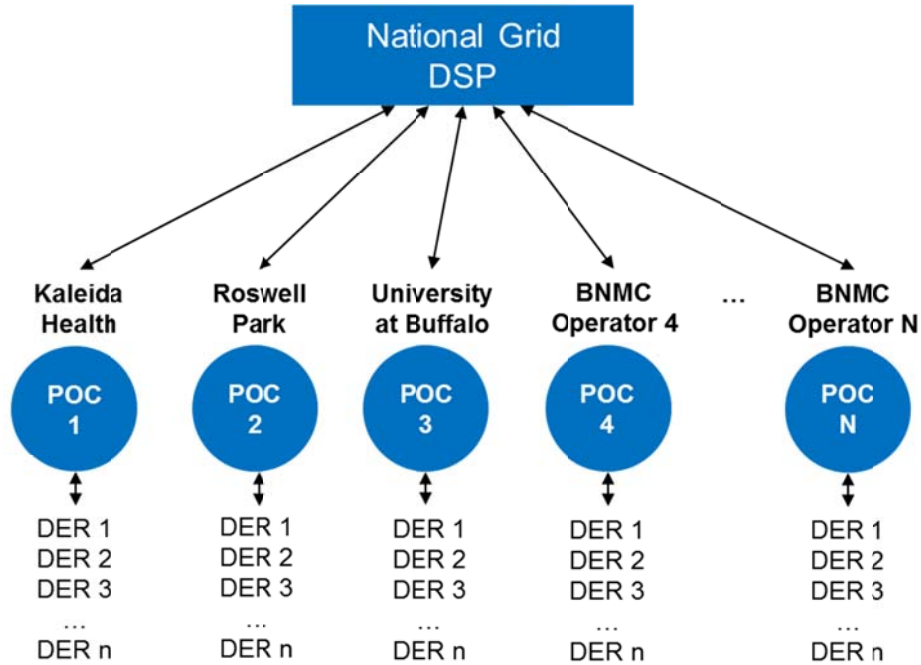 National Grid
DSP
Kaleida
Health
Roswell
Park
University
at Buffalo
BNMC
Operator 4
...
BNMC
Operator N
POC
1
POC
2
POC
3
POC
4
POC
N
DER 1
DER 2
DER 3
...
DER n
DER 1
DER 2
DER 3
...
DER n
DER 1
DER 2
DER 3
...
DER n
DER 1
DER 2
DER 3
...
DER n
DER 1
DER 2
DER 3
...
DER n